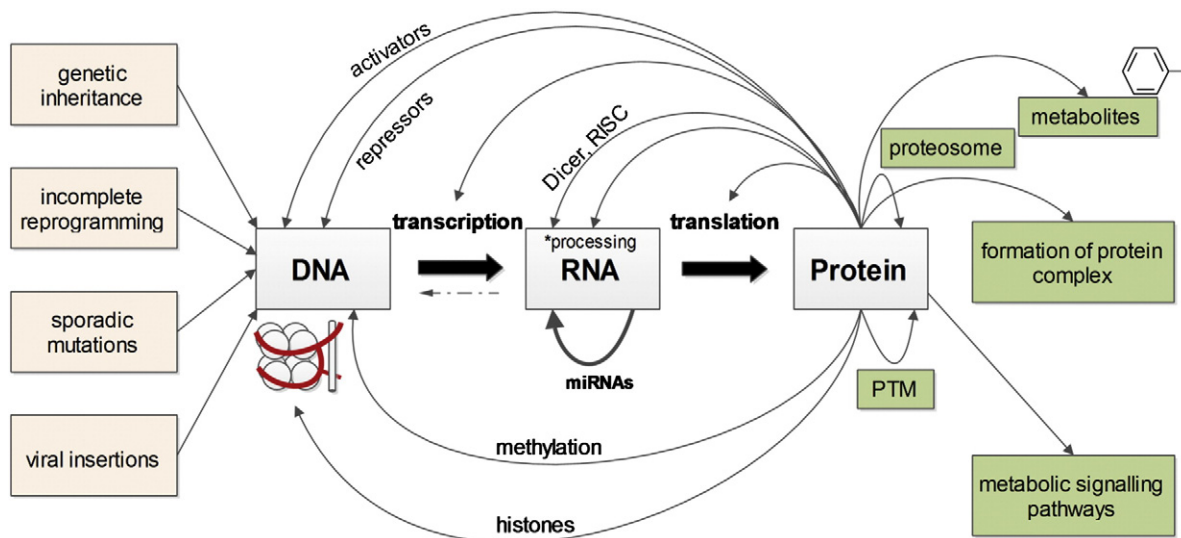 genetic
inheritance
incomplete
reprogramming
sporadic
mutations
viral insertions
activators
repressors
Dicer, RISC
transcription
translation
DNA
*processing
RNA
Protein
miRNAs
methylation
histones
metabolites
proteosome
formation of protein
complex
PTM
metabolic signalling
pathways